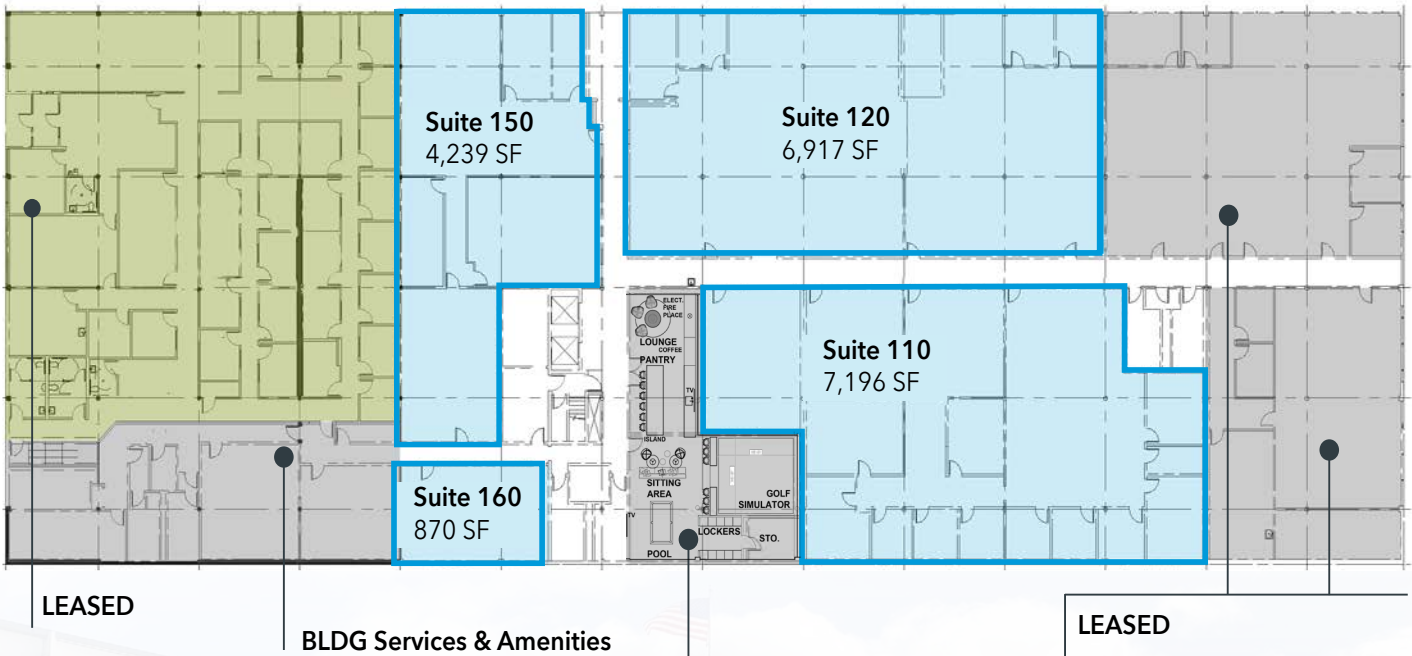 Suite 150
4,239 SF
Suite 120
6,917 SF
ELECT.
FIRE
PLACE
LOUNGE
COFFEE
PANTRY
TV
ISLAND
SITTING
AREA
GOLF
SIMULATOR
TV
LOCKERS
STO.
POOL
Suite 110
7,196 SF
Suite 160
870 SF
LEASED
BLDG Services & Amenities
LEASED